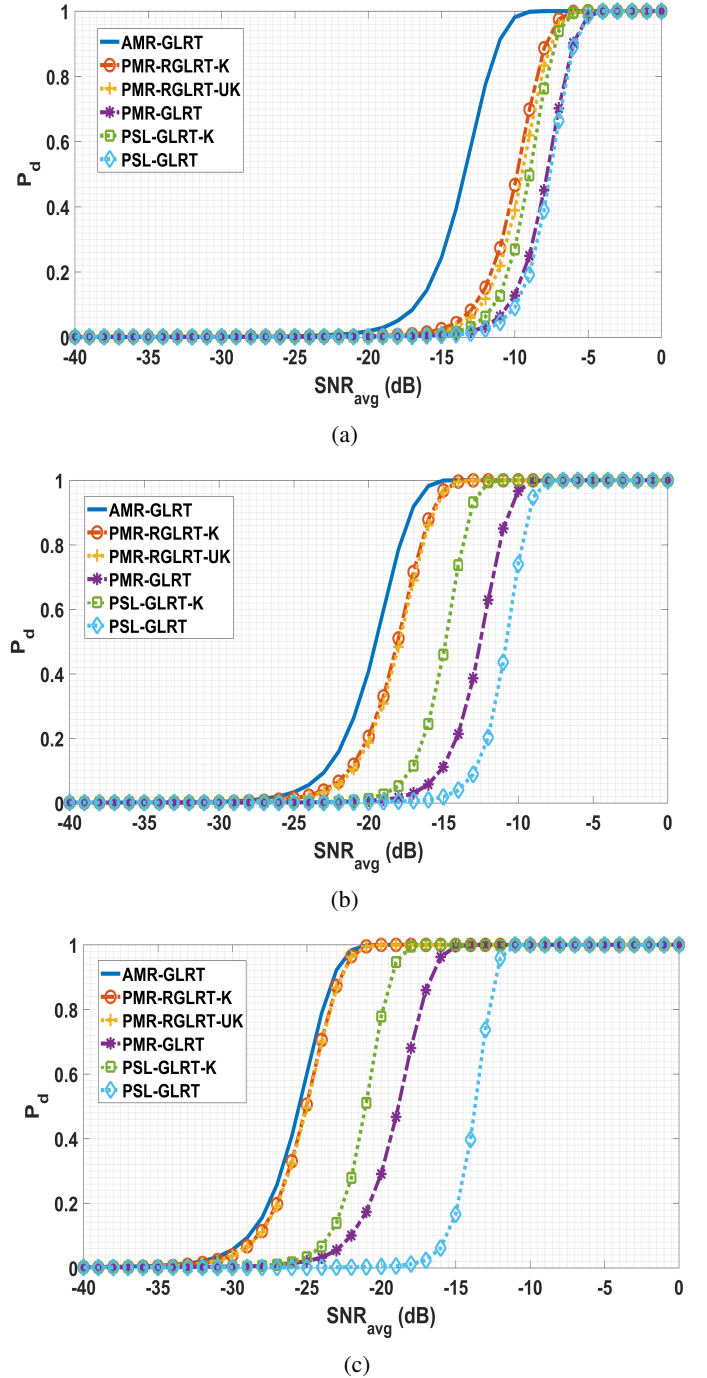 1
0.8
0.6
0.4
0.2
0
P_d
AMR-GLRT
PMR-RGLRT-K
PMR-RGLRT-UK
PMR-GLRT
PSL-GLRT-K
PSL-GLRT
-40 -35 -30 -25 -20 -15 -10 -5 0
SNR_avg (dB)
(a)
1
0.8
0.6
0.4
0.2
0
P_d
AMR-GLRT
PMR-RGLRT-K
PMR-RGLRT-UK
PMR-GLRT
PSL-GLRT-K
PSL-GLRT
-40 -35 -30 -25 -20 -15 -10 -5 0
SNR_avg (dB)
(b)
1
0.8
0.6
0.4
0.2
0
P_d
AMR-GLRT
PMR-RGLRT-K
PMR-RGLRT-UK
PMR-GLRT
PSL-GLRT-K
PSL-GLRT
-40 -35 -30 -25 -20 -15 -10 -5 0
SNR_avg (dB)
(c)